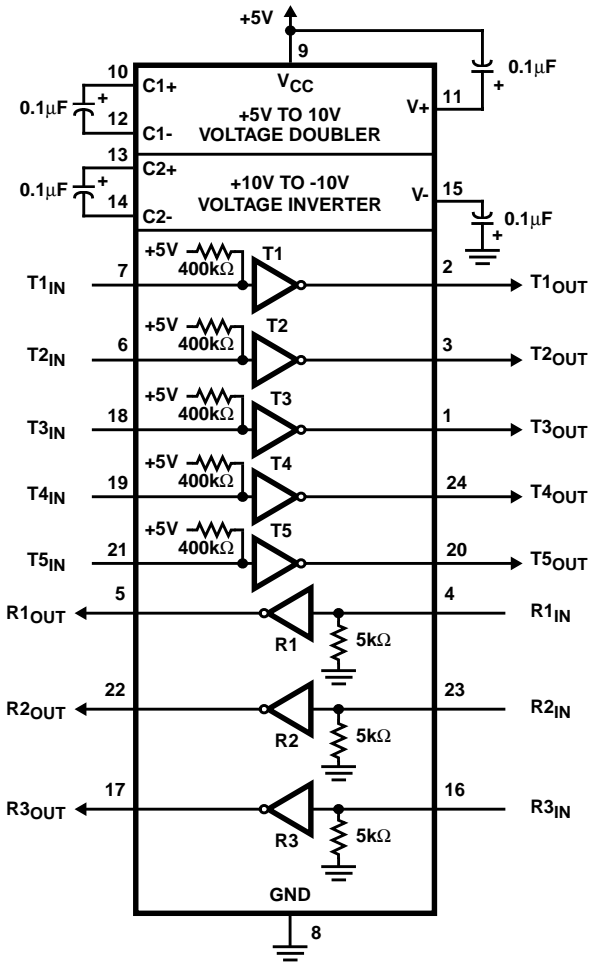 +5V
9
VCC
10
C1+
0.1μF
+
12
C1-
+5V TO 10V
VOLTAGE DOUBLER
V+
11
0.1μF
+
13
C2+
0.1μF
+
14
C2-
+10V TO -10V
VOLTAGE INVERTER
V-
15
0.1μF
+
T1IN
7
+5V
400kΩ
T1
2
T1OUT
T2IN
6
+5V
400kΩ
T2
3
T2OUT
T3IN
18
+5V
400kΩ
T3
1
T3OUT
T4IN
19
+5V
400kΩ
T4
24
T4OUT
T5IN
21
+5V
400kΩ
T5
20
T5OUT
R1OUT
5
R1
5kΩ
4
R1IN
R2OUT
22
R2
5kΩ
23
R2IN
R3OUT
17
R3
5kΩ
16
R3IN
GND
8